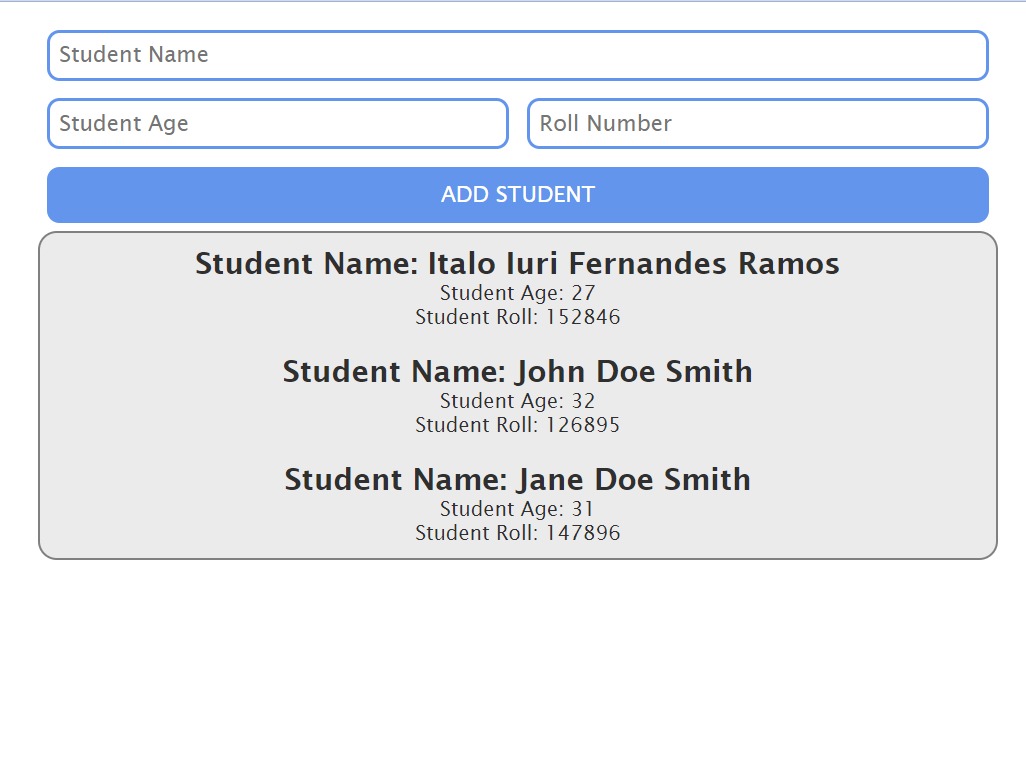 Student Name
Student Age
Roll Number
ADD STUDENT
Student Name: Italo Iuri Fernandes Ramos
Student Age: 27
Student Roll: 152846
Student Name: John Doe Smith
Student Age: 32
Student Roll: 126895
Student Name: Jane Doe Smith
Student Age: 31
Student Roll: 147896